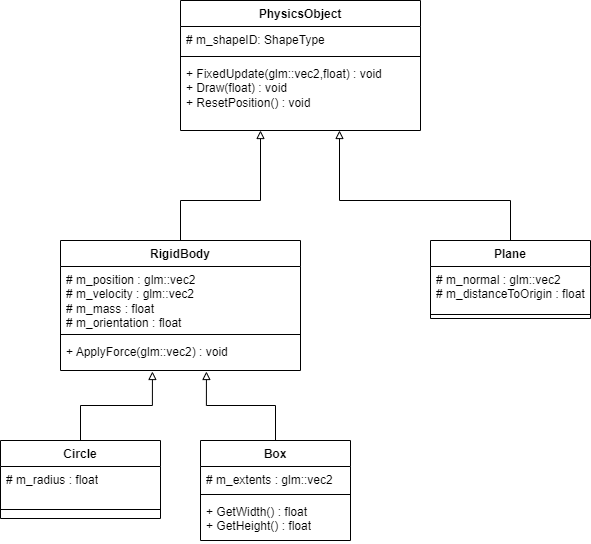 PhysicsObject
# m_shapeID: ShapeType
+ FixedUpdate(glm::vec2,float) : void
+ Draw(float) : void
+ ResetPosition() : void
RigidBody
# m_position : glm::vec2
# m_velocity : glm::vec2
# m_mass : float
# m_orientation : float
+ ApplyForce(glm::vec2) : void
Plane
# m_normal : glm::vec2
# m_distanceToOrigin : float
Circle
# m_radius : float
Box
# m_extents : glm::vec2
+ GetWidth() : float
+ GetHeight() : float